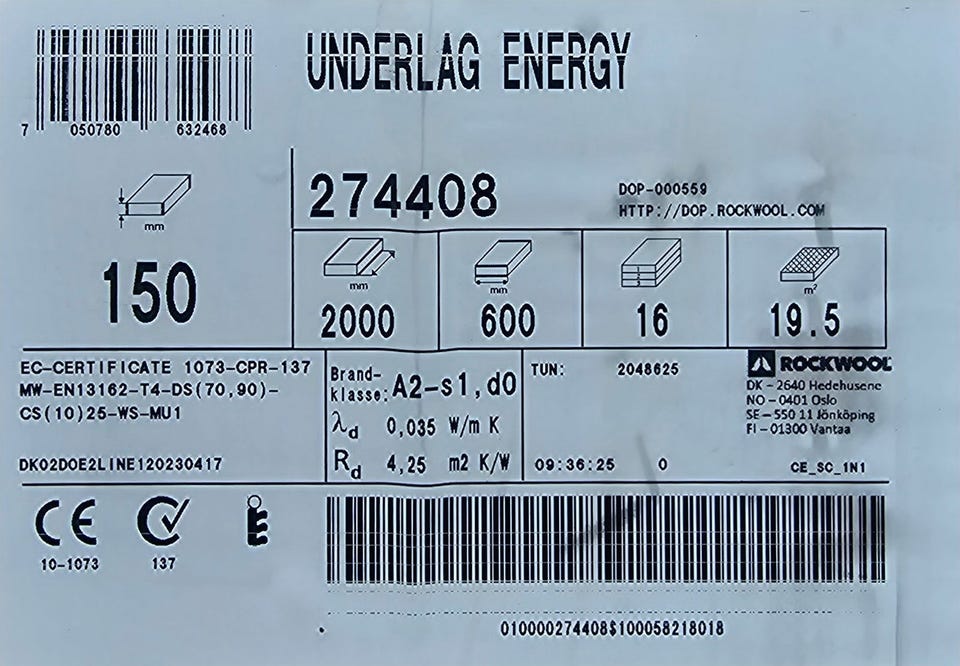 UNDERLAG ENERGY
7 050780 632468
mm
150
274408
DOP-000559
HTTP://DOP.ROCKWOOL.COM
mm
2000
mm
600
1
2
3
16
m²
19.5
EC-CERTIFICATE 1073-CPR-137
MW-EN13162-T4-DS(70,90)-
CS(10)25-WS-MU1
DK02DOE2LINE120230417
Brand-
klasse: A2-s1,d0
λd 0,035 W/m K
Rd 4,25 m2 K/W
TUN: 2048625
09:36:25 0
ROCKWOOL
DK – 2640 Hedehusene
NO – 0401 Oslo
SE – 550 11 Jönköping
FI – 01300 Vantaa
CE_SC_1N1
CE
10-1073
137
010000274408$100058218018